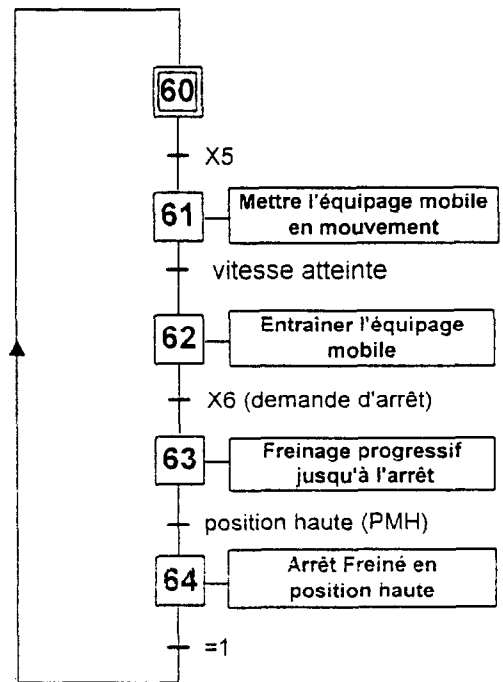 60
X5
61
Mettre l'équipage mobile
en mouvement
vitesse atteinte
62
Entraîner l'équipage
mobile
X6 (demande d'arrêt)
63
Freinage progressif
jusqu'à l'arrêt
position haute (PMH)
64
Arrêt Freiné en
position haute
=1